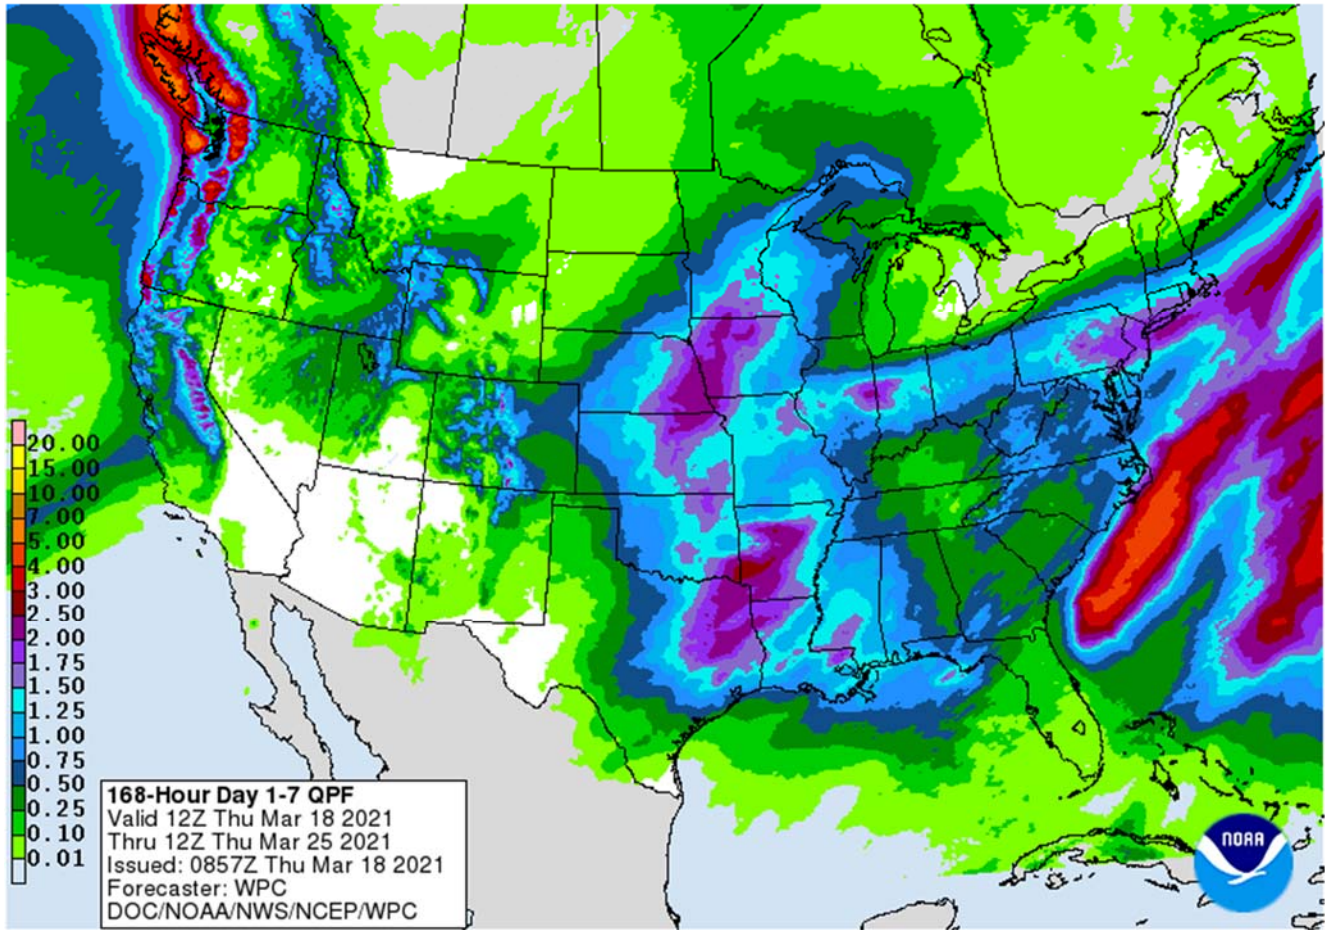 20.00
15.00
10.00
7.00
5.00
4.00
3.00
2.50
2.00
1.75
1.50
1.25
1.00
0.75
0.50
0.25
0.10
0.01
168-Hour Day 1-7 QPF
Valid 12Z Thu Mar 18 2021
Thru 12Z Thu Mar 25 2021
Issued: 0857Z Thu Mar 18 2021
Forecaster: WPC
DOC/NOAA/NWS/NCEP/WPC
NOAA